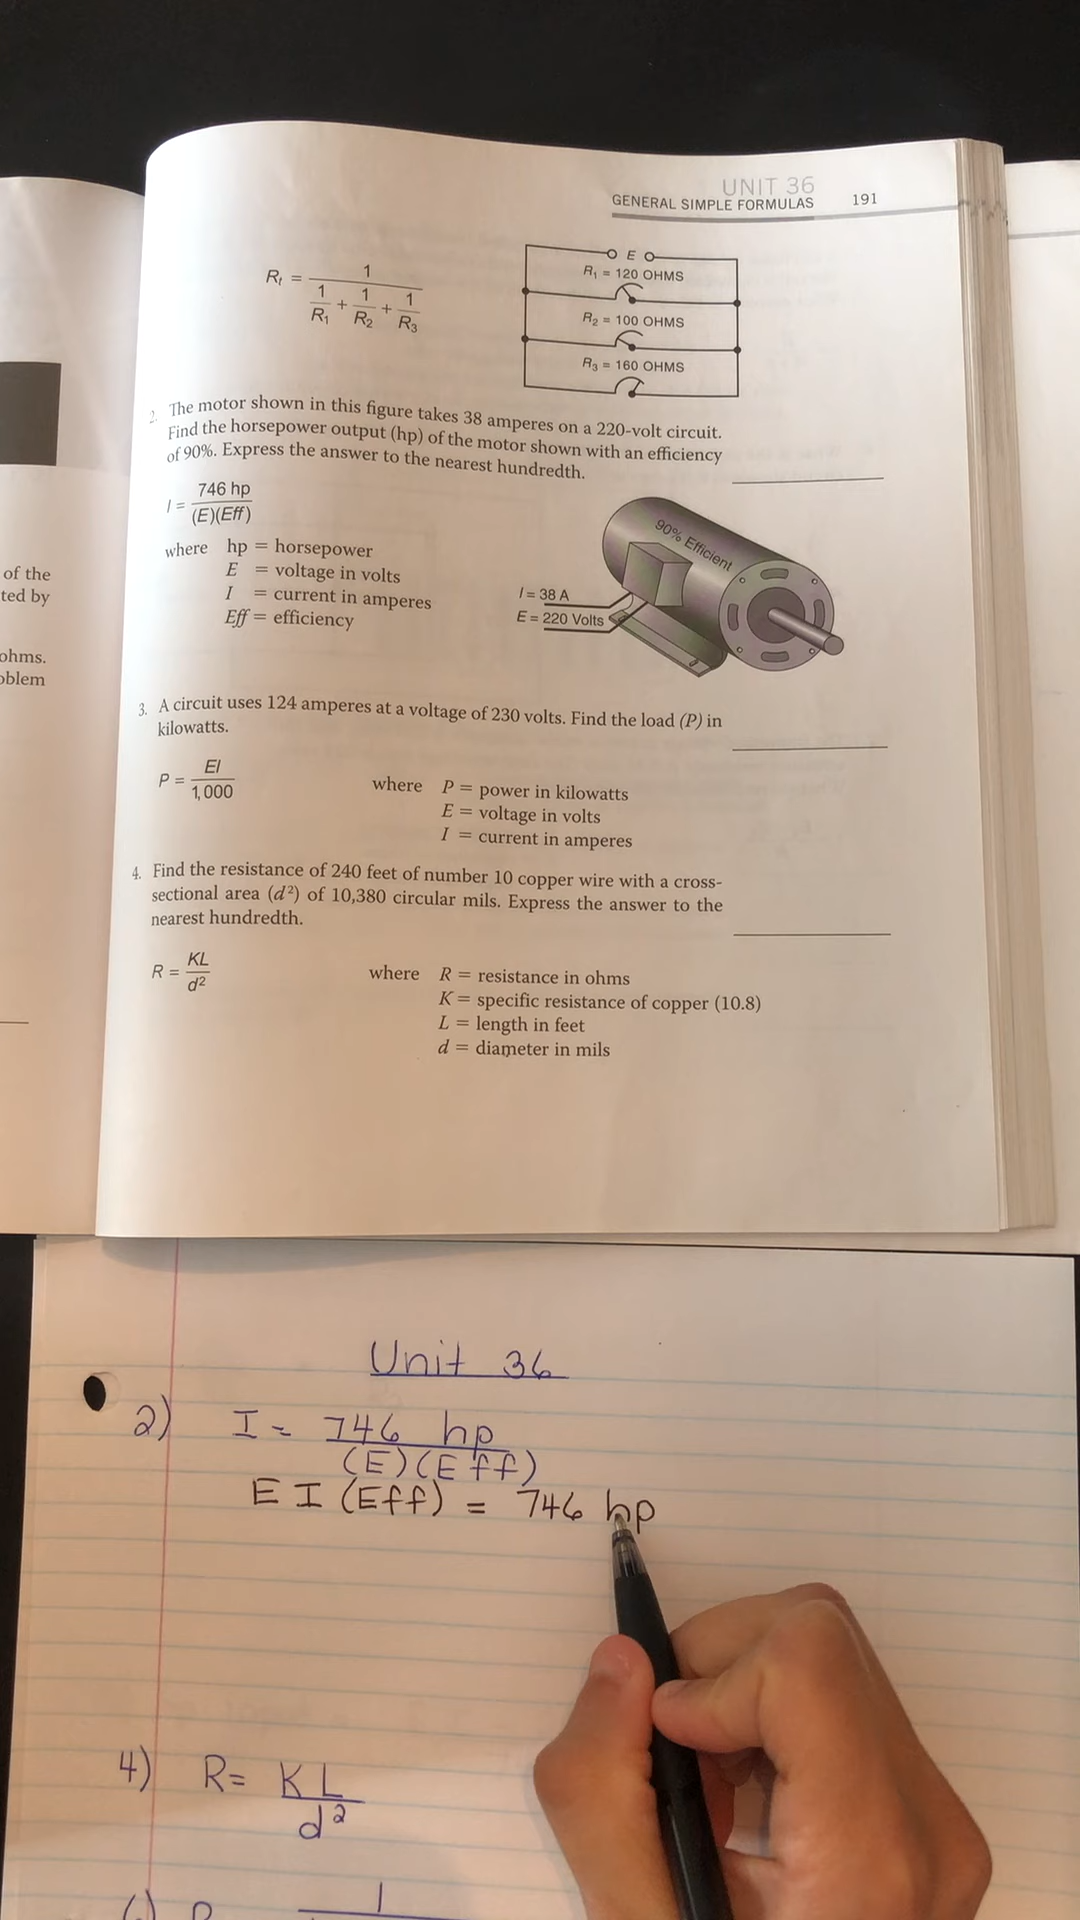 UNIT 36
GENERAL SIMPLE FORMULAS 191
Rt = 1 / (1/R1 + 1/R2 + 1/R3)
E
R1 = 120 OHMS
R2 = 100 OHMS
R3 = 160 OHMS
2. The motor shown in this figure takes 38 amperes on a 220-volt circuit.
Find the horsepower output (hp) of the motor shown with an efficiency
of 90%. Express the answer to the nearest hundredth.
I = 746 hp / (E)(Eff)
where hp = horsepower
E = voltage in volts
I = current in amperes
Eff = efficiency
90% Efficient
I = 38 A
E = 220 Volts
3. A circuit uses 124 amperes at a voltage of 230 volts. Find the load (P) in
kilowatts.
P = EI / 1,000
where P = power in kilowatts
E = voltage in volts
I = current in amperes
4. Find the resistance of 240 feet of number 10 copper wire with a cross-
sectional area (d²) of 10,380 circular mils. Express the answer to the
nearest hundredth.
R = KL / d²
where R = resistance in ohms
K = specific resistance of copper (10.8)
L = length in feet
d = diameter in mils
of the
ted by
ohms.
oblem
Unit 36
2) I = 746 hp / (E)(Eff)
E I (Eff) = 746 hp
4) R = KL / d²
1